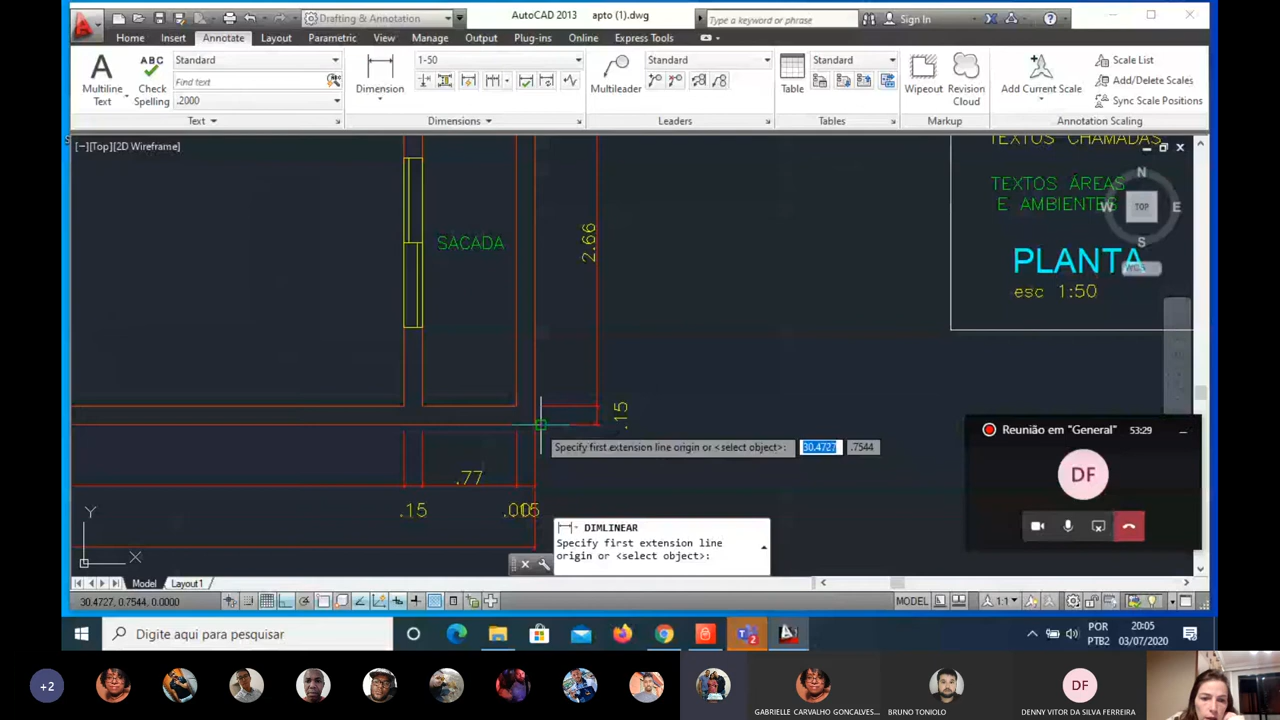 Drafting & Annotation
AutoCAD 2013
apto (1).dwg
Type a keyword or phrase
Sign In
Home
Insert
Annotate
Layout
Parametric
View
Manage
Output
Plug-ins
Online
Express Tools
Multiline Text
ABC
Check Spelling
Standard
Find text
.2000
Text
Dimension
1-50
Dimensions
Multileader
Standard
Leaders
Table
Standard
Tables
Wipeout
Revision Cloud
Markup
Add Current Scale
Scale List
Add/Delete Scales
Sync Scale Positions
Annotation Scaling
[−][Top][2D Wireframe]
TEXTOS CHAMADAS
TEXTOS ÁREAS
E AMBIENTES
N
W
TOP
E
S
WCS
PLANTA
esc 1:50
SACADA
2.66
.15
.77
.15
Specify first extension line origin or <select object>:
30.4727
.7544
Reunião em "General"
53:29
DF
Y
X
DIMLINEAR
Specify first extension line
origin or <select object>:
Model
Layout1
30.4727, 0.7544, 0.0000
MODEL
1:1
Digite aqui para pesquisar
2
POR
PTB2
20:05
03/07/2020
+2
GABRIELLE CARVALHO GONCALVES...
BRUNO TONIOLO
DF
DENNY VITOR DA SILVA FERREIRA